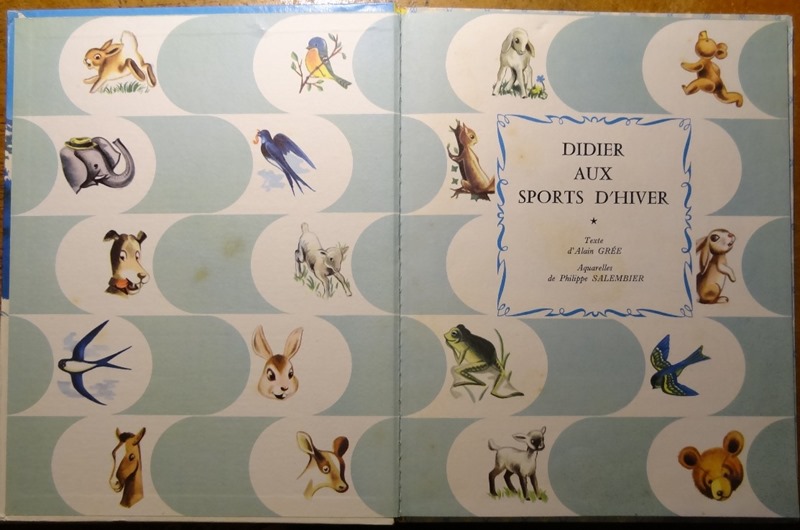 DIDIER
AUX
SPORTS D'HIVER
Texte
d'Alain GRÉE
Aquarelles
de Philippe SALEMBIER